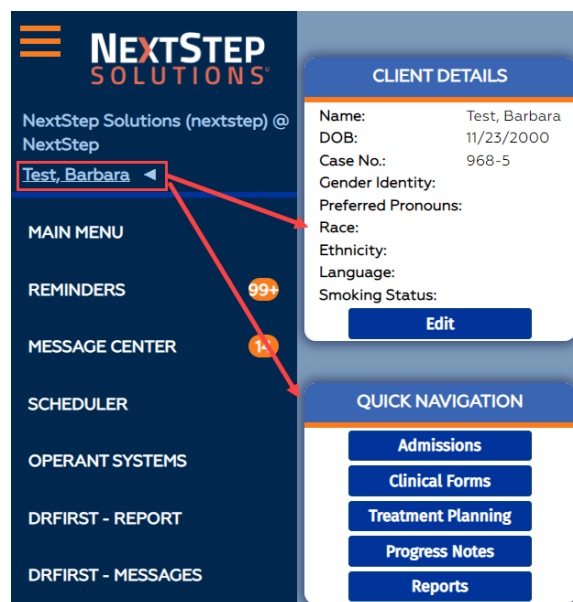 NEXTSTEP
SOLUTIONS®
NextStep Solutions (nextstep) @
NextStep
Test, Barbara ◄
MAIN MENU
REMINDERS 99+
MESSAGE CENTER 14
SCHEDULER
OPERANT SYSTEMS
DRFIRST - REPORT
DRFIRST - MESSAGES
CLIENT DETAILS
Name: Test, Barbara
DOB: 11/23/2000
Case No.: 968-5
Gender Identity:
Preferred Pronouns:
Race:
Ethnicity:
Language:
Smoking Status:
Edit
QUICK NAVIGATION
Admissions
Clinical Forms
Treatment Planning
Progress Notes
Reports